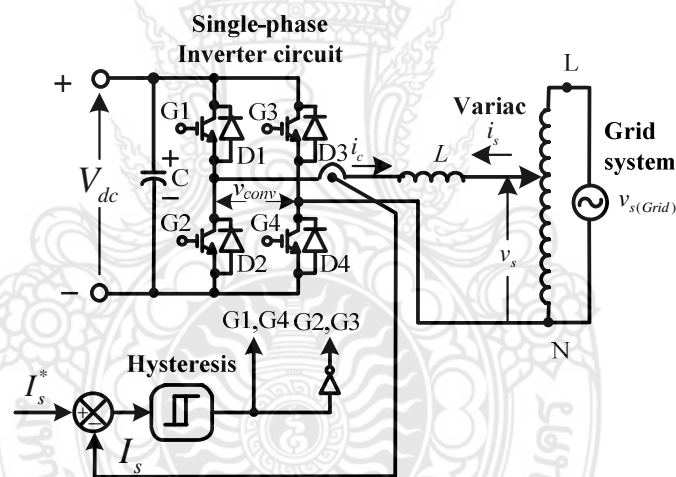 Single-phase
Inverter circuit
L
+
G1
G3
Variac
i_s
Grid
system
+
C
−
D1
D3
i_c
L
V_dc
v_conv
v_s(Grid)
G2
G4
v_s
D2
D4
−
G1,G4
G2,G3
N
Hysteresis
I_s^*
+
−
I_s